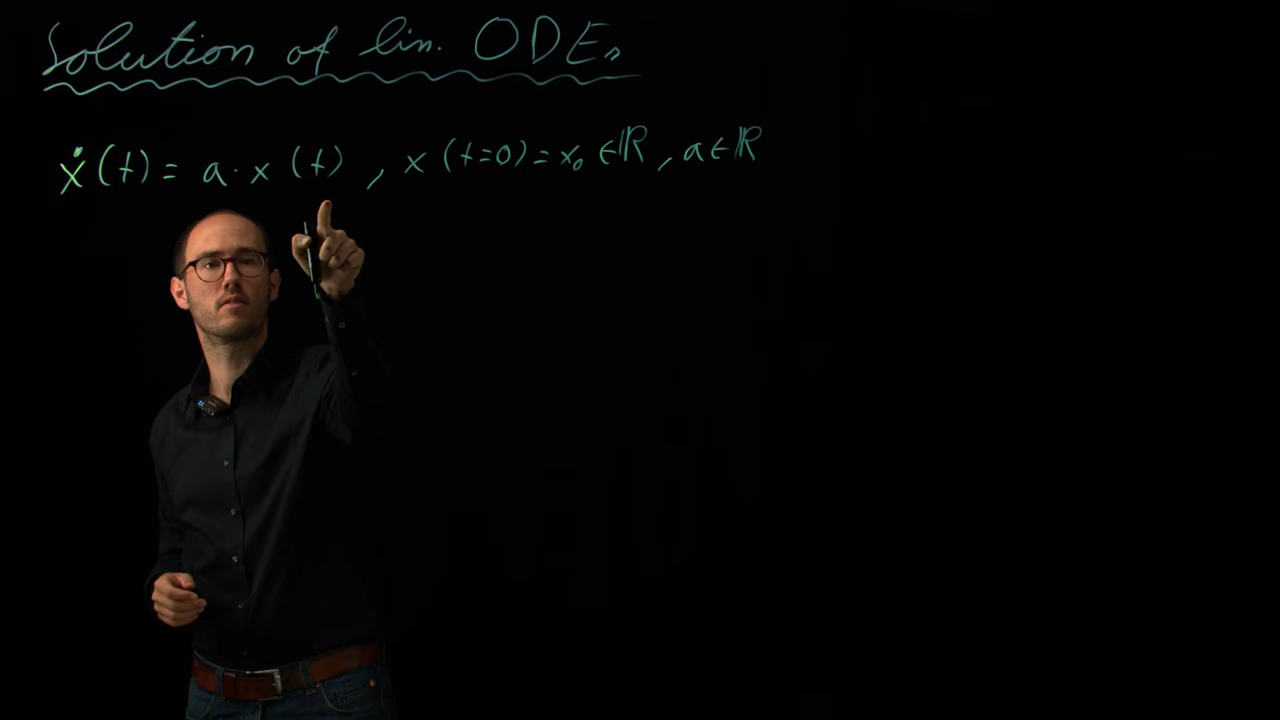 Solution of lin. ODEs
ẋ(t) = a · x(t) , x(t=0) = x₀ ∈ ℝ , a ∈ ℝ